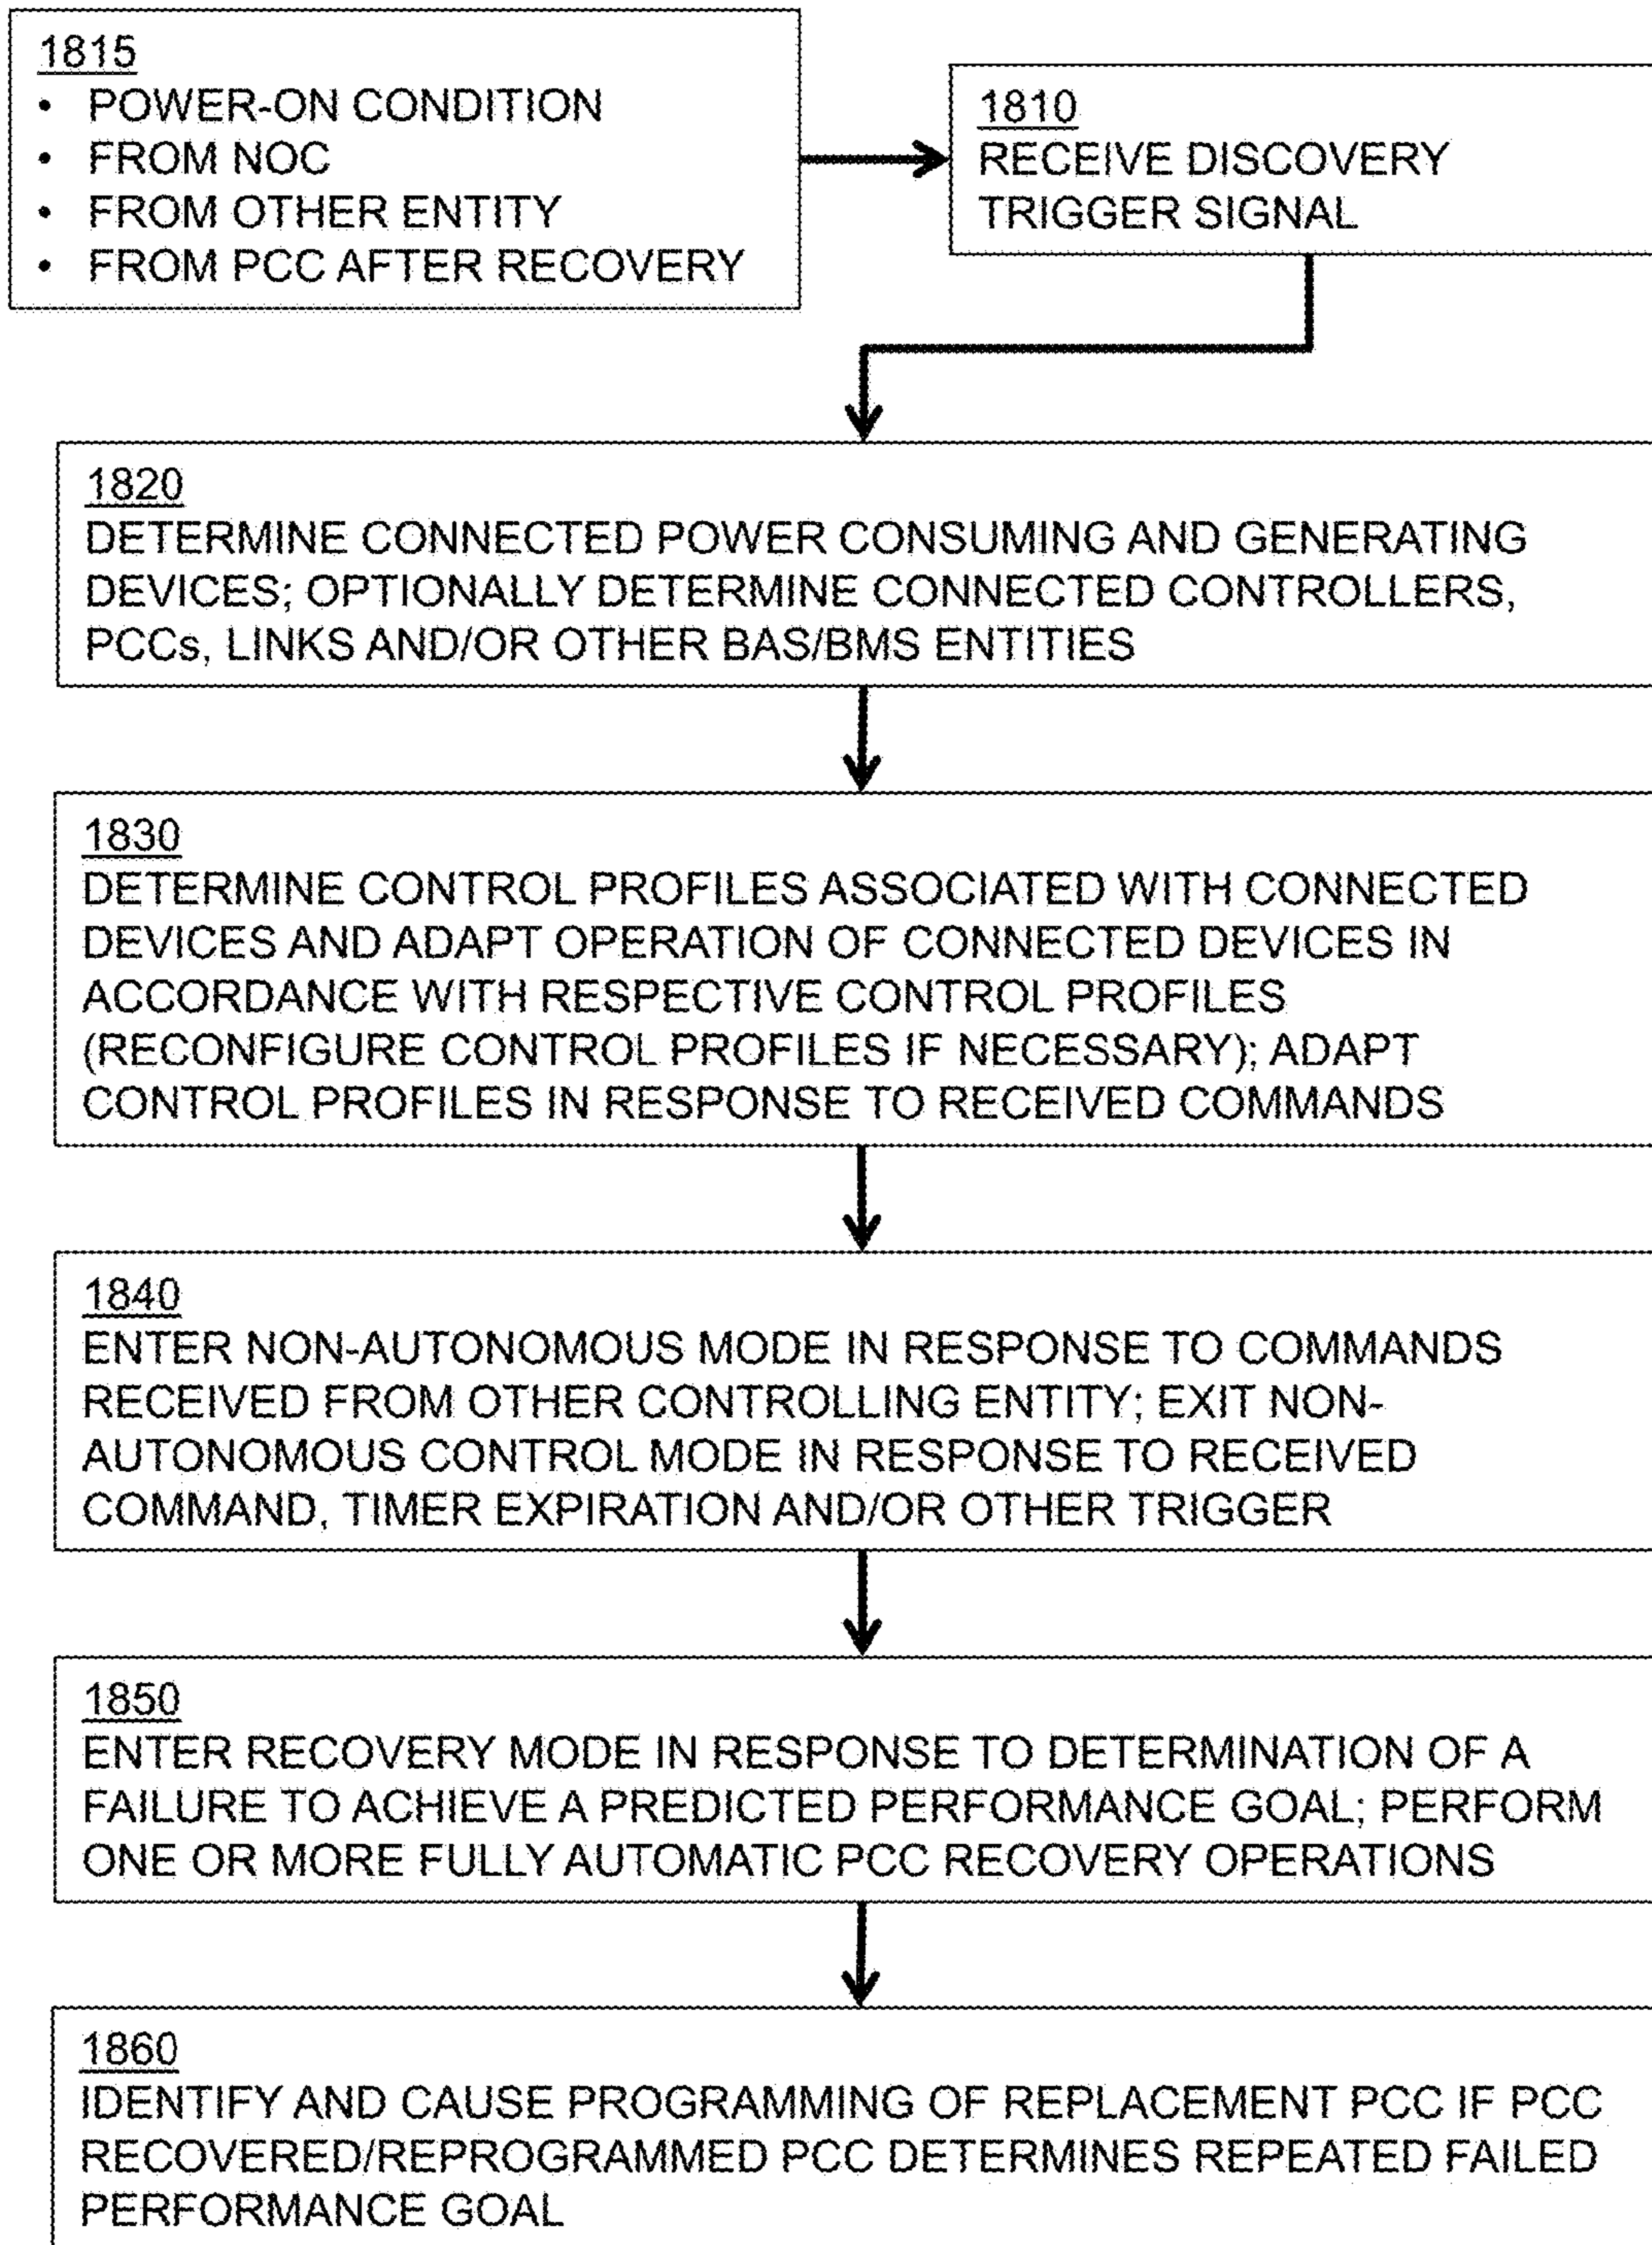 1815
• POWER-ON CONDITION
• FROM NOC
• FROM OTHER ENTITY
• FROM PCC AFTER RECOVERY
1810
RECEIVE DISCOVERY
TRIGGER SIGNAL
1820
DETERMINE CONNECTED POWER CONSUMING AND GENERATING
DEVICES; OPTIONALLY DETERMINE CONNECTED CONTROLLERS,
PCCs, LINKS AND/OR OTHER BAS/BMS ENTITIES
1830
DETERMINE CONTROL PROFILES ASSOCIATED WITH CONNECTED
DEVICES AND ADAPT OPERATION OF CONNECTED DEVICES IN
ACCORDANCE WITH RESPECTIVE CONTROL PROFILES
(RECONFIGURE CONTROL PROFILES IF NECESSARY); ADAPT
CONTROL PROFILES IN RESPONSE TO RECEIVED COMMANDS
1840
ENTER NON-AUTONOMOUS MODE IN RESPONSE TO COMMANDS
RECEIVED FROM OTHER CONTROLLING ENTITY; EXIT NON-
AUTONOMOUS CONTROL MODE IN RESPONSE TO RECEIVED
COMMAND, TIMER EXPIRATION AND/OR OTHER TRIGGER
1850
ENTER RECOVERY MODE IN RESPONSE TO DETERMINATION OF A
FAILURE TO ACHIEVE A PREDICTED PERFORMANCE GOAL; PERFORM
ONE OR MORE FULLY AUTOMATIC PCC RECOVERY OPERATIONS
1860
IDENTIFY AND CAUSE PROGRAMMING OF REPLACEMENT PCC IF PCC
RECOVERED/REPROGRAMMED PCC DETERMINES REPEATED FAILED
PERFORMANCE GOAL